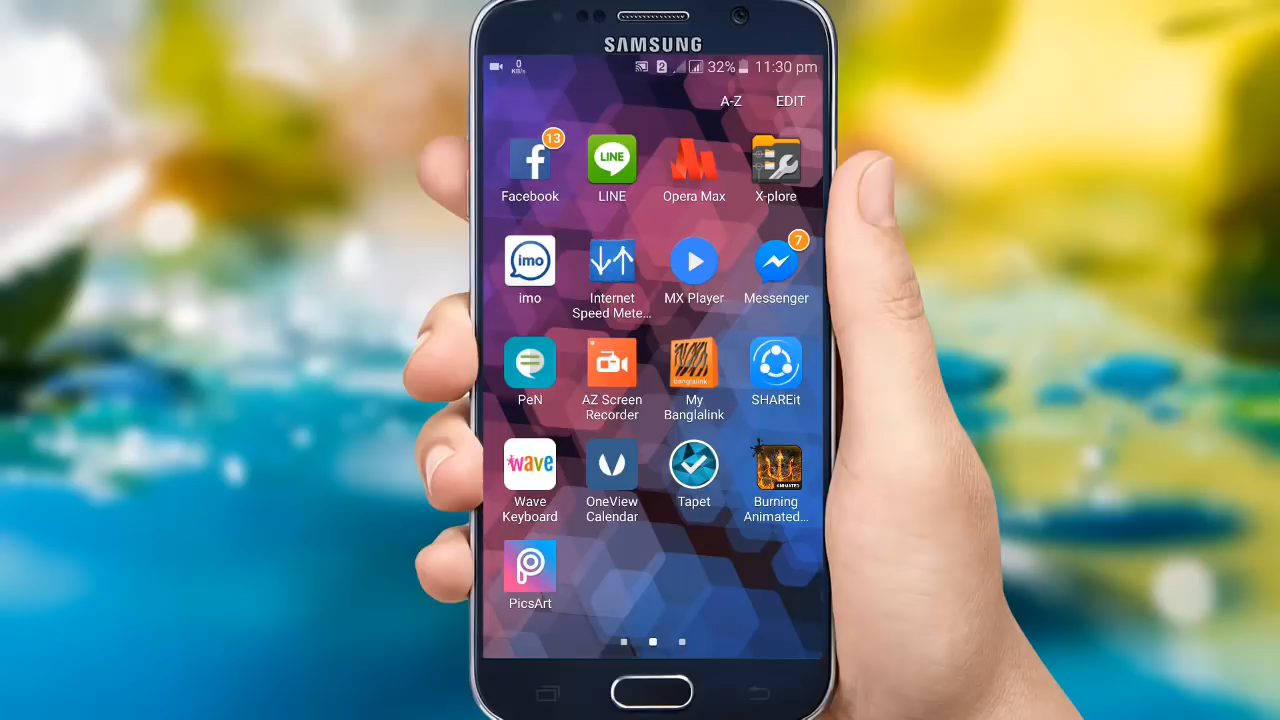 SAMSUNG
0
KB/s
2
32%
11:30 pm
A-Z
EDIT
13
f
LINE
Facebook
LINE
Opera Max
X-plore
imo
7
imo
Internet
Speed Mete...
MX Player
Messenger
banglalink
PeN
AZ Screen
Recorder
My
Banglalink
SHAREit
wave
ANIMATED
Wave
Keyboard
OneView
Calendar
Tapet
Burning
Animated...
PicsArt